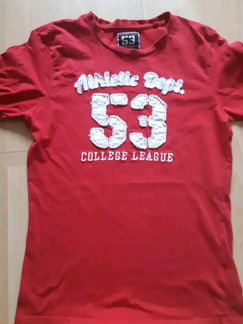 53
Athletic Dept.
53
COLLEGE LEAGUE